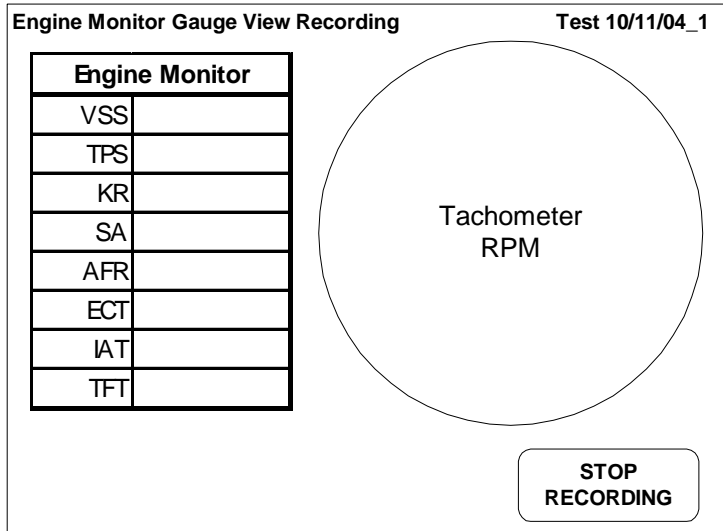 Engine Monitor Gauge View Recording
Test 10/11/04_1
Engine Monitor
VSS
TPS
KR
SA
AFR
ECT
IAT
TFT
Tachometer
RPM
STOP
RECORDING